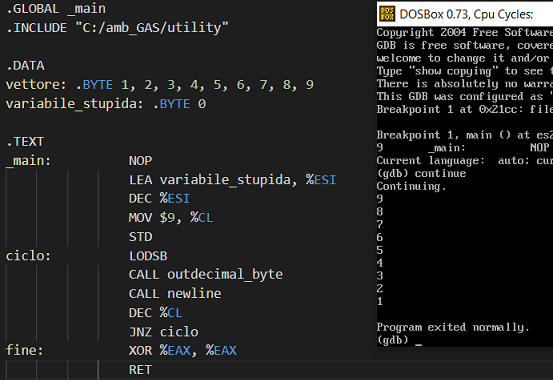 .GLOBAL _main
.INCLUDE "C:/amb_GAS/utility"
.DATA
vettore: .BYTE 1, 2, 3, 4, 5, 6, 7, 8, 9
variabile_stupida: .BYTE 0
.TEXT
_main: NOP
LEA variabile_stupida, %ESI
DEC %ESI
MOV $9, %CL
STD
ciclo: LODSB
CALL outdecimal_byte
CALL newline
DEC %CL
JNZ ciclo
fine: XOR %EAX, %EAX
RET
DOS
BOX
DOSBox 0.73, Cpu Cycles:
Copyright 2004 Free Software
GDB is free software, covere
welcome to change it and/or
Type "show copying" to see t
There is absolutely no warra
This GDB was configured as "
Breakpoint 1 at 0x21cc: file
Breakpoint 1, main () at es2
9 _main: NOP
Current language: auto; cur
(gdb) continue
Continuing.
9
8
7
6
5
4
3
2
1
Program exited normally.
(gdb) _